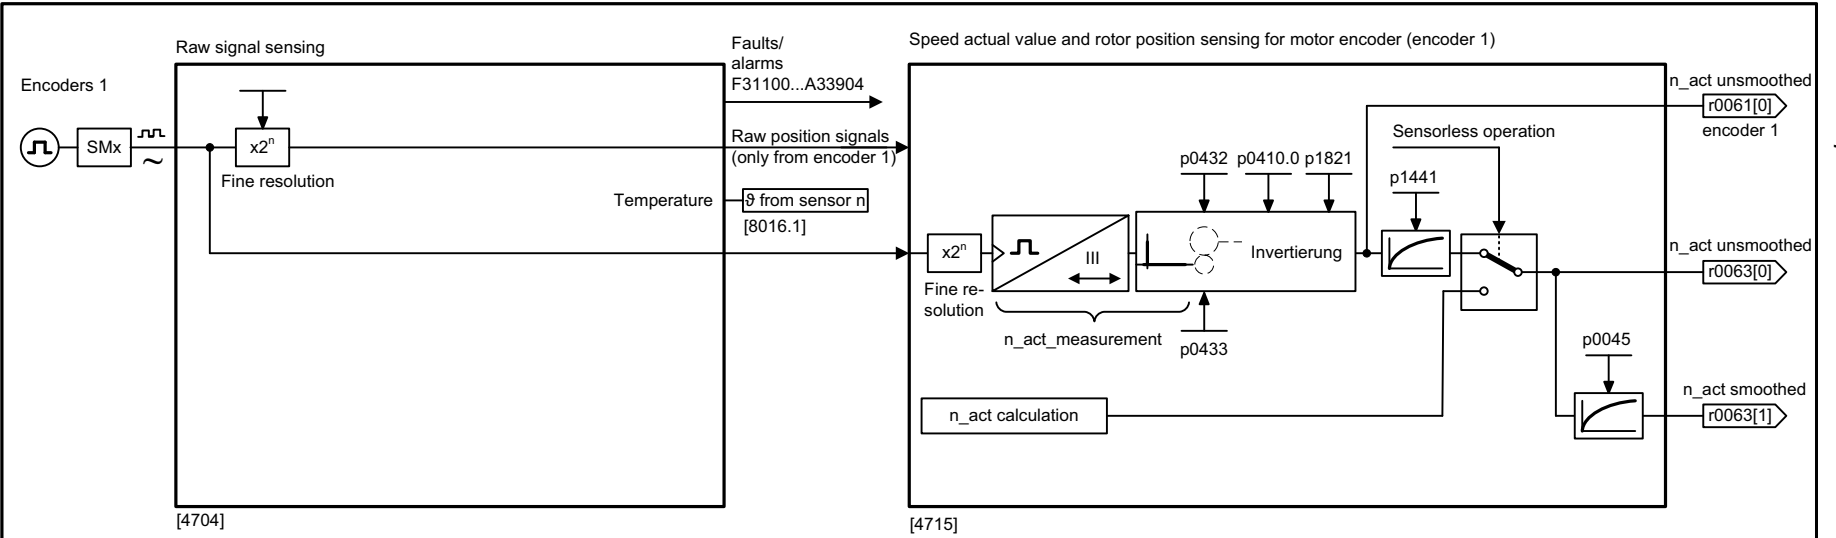 Raw signal sensing
Encoders 1
SMx
x2ⁿ
Fine resolution
Faults/
alarms
F31100...A33904
Raw position signals
(only from encoder 1)
Temperature
ϑ from sensor n
[8016.1]
[4704]
Speed actual value and rotor position sensing for motor encoder (encoder 1)
x2ⁿ
Fine re-
solution
III
n_act_measurement
p0432
p0410.0
p1821
Invertierung
p0433
n_act calculation
Sensorless operation
p1441
p0045
n_act unsmoothed
r0061[0]
encoder 1
n_act unsmoothed
r0063[0]
n_act smoothed
r0063[1]
[4715]